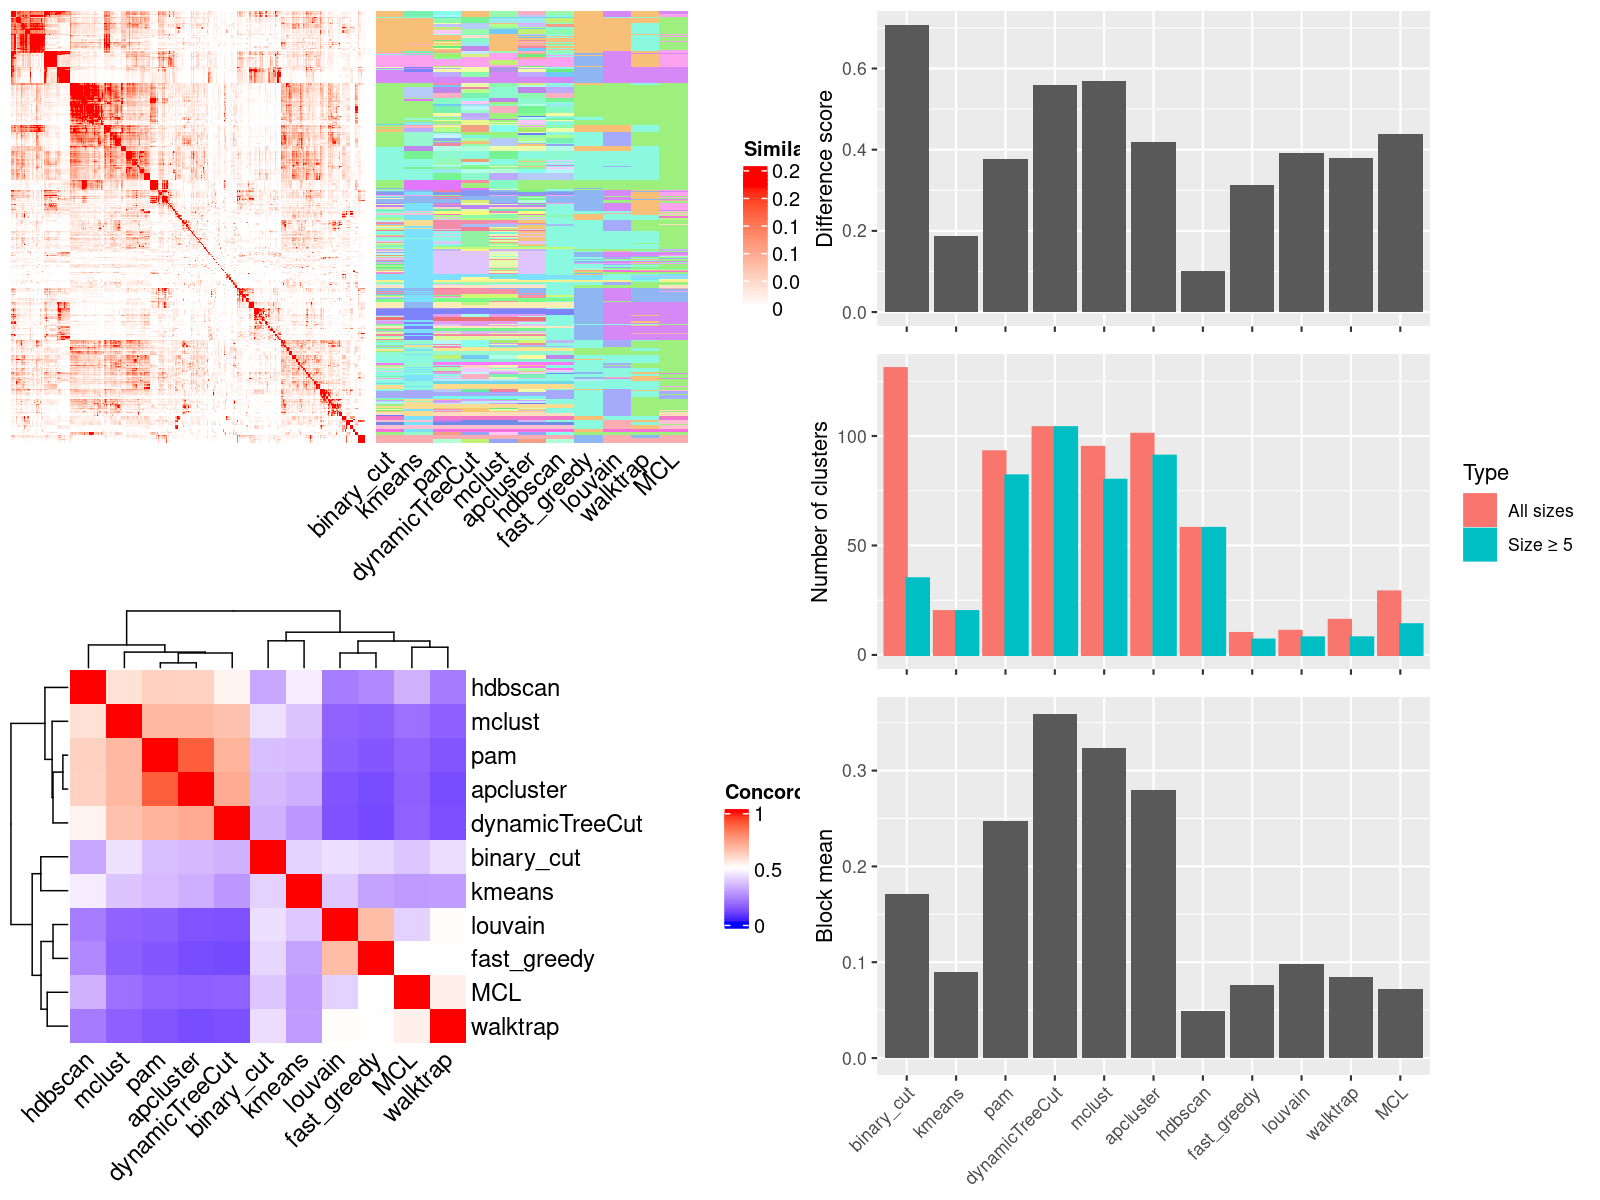 Simila
0.2
0.2
0.1
0.1
0.0
0
binary_cut
kmeans
pam
dynamicTreeCut
mclust
apcluster
hdbscan
fast_greedy
louvain
walktrap
MCL
hdbscan
mclust
pam
apcluster
dynamicTreeCut
binary_cut
kmeans
louvain
fast_greedy
MCL
walktrap
hdbscan
mclust
pam
apcluster
dynamicTreeCut
binary_cut
kmeans
louvain
fast_greedy
MCL
walktrap
Concord
1
0.5
0
Difference score
0.6
0.4
0.2
0.0
Number of clusters
100
50
0
Type
All sizes
Size ≥ 5
Block mean
0.3
0.2
0.1
0.0
binary_cut
kmeans
pam
dynamicTreeCut
mclust
apcluster
hdbscan
fast_greedy
louvain
walktrap
MCL